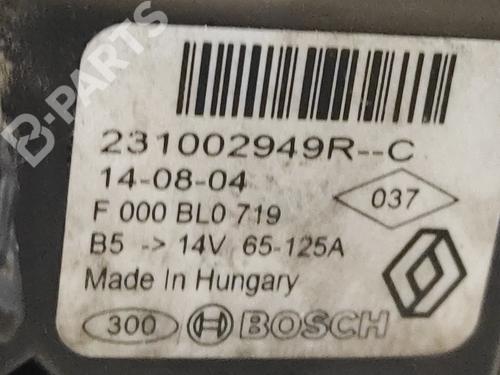 B-PARTS
231002949R--C
14-08-04
037
F 000 BL0 719
B5 -> 14V 65-125A
Made In Hungary
300 BOSCH